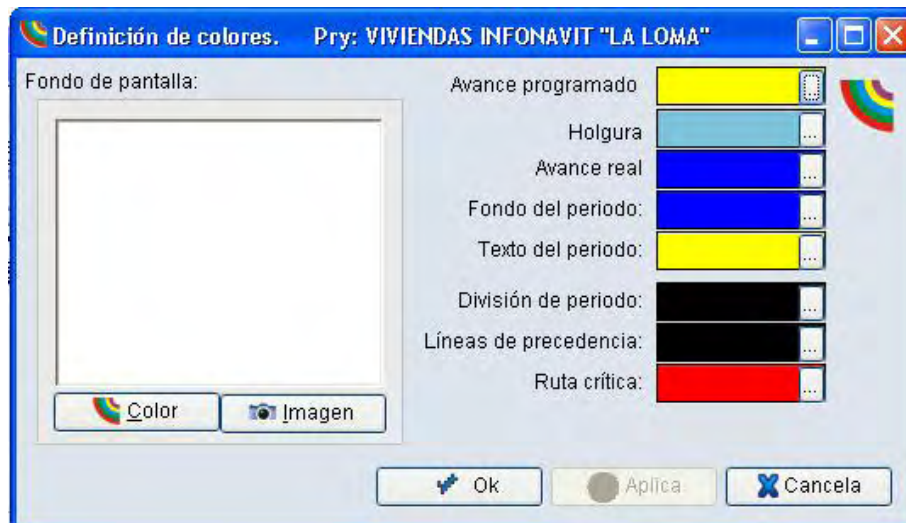 Definición de colores. Pry: VIVIENDAS INFONAVIT "LA LOMA"
Fondo de pantalla:
Avance programado ...
Holgura ...
Avance real ...
Fondo del periodo: ...
Texto del periodo: ...
División de periodo: ...
Líneas de precedencia: ...
Ruta crítica: ...
Color Imagen
Ok Aplica Cancela